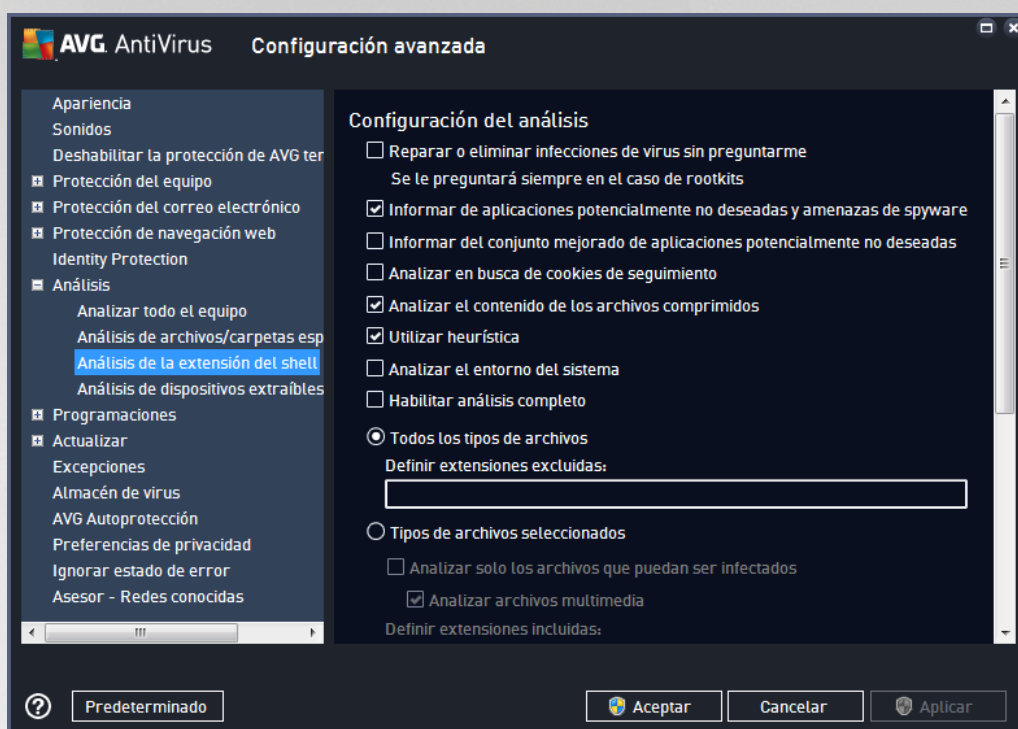 AVG. AntiVirus Configuración avanzada
Apariencia
Sonidos
Deshabilitar la protección de AVG ter
Protección del equipo
Protección del correo electrónico
Protección de navegación web
Identity Protection
Análisis
Analizar todo el equipo
Análisis de archivos/carpetas esp
Análisis de la extensión del shell
Análisis de dispositivos extraíbles
Programaciones
Actualizar
Excepciones
Almacén de virus
AVG Autoprotección
Preferencias de privacidad
Ignorar estado de error
Asesor - Redes conocidas
Configuración del análisis
Reparar o eliminar infecciones de virus sin preguntarme
Se le preguntará siempre en el caso de rootkits
Informar de aplicaciones potencialmente no deseadas y amenazas de spyware
Informar del conjunto mejorado de aplicaciones potencialmente no deseadas
Analizar en busca de cookies de seguimiento
Analizar el contenido de los archivos comprimidos
Utilizar heurística
Analizar el entorno del sistema
Habilitar análisis completo
Todos los tipos de archivos
Definir extensiones excluidas:
Tipos de archivos seleccionados
Analizar solo los archivos que puedan ser infectados
Analizar archivos multimedia
Definir extensiones incluidas:
Predeterminado
Aceptar
Cancelar
Aplicar